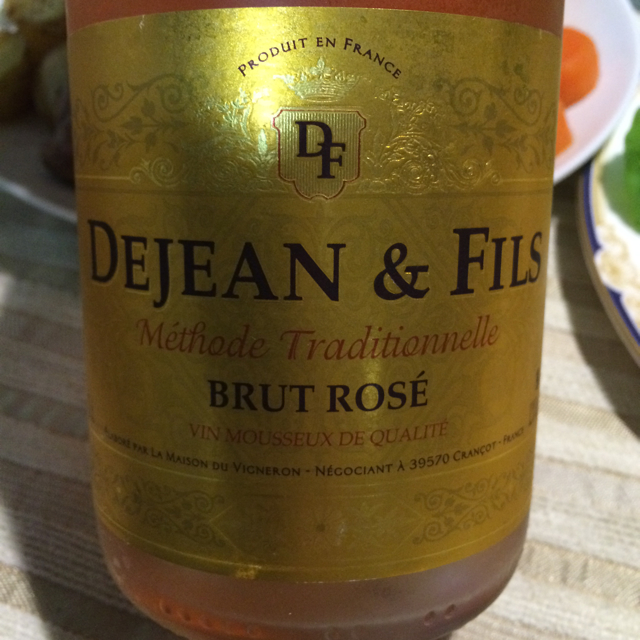 PRODUIT EN FRANCE
DF
DEJEAN & FILS
Méthode Traditionnelle
BRUT ROSÉ
VIN MOUSSEUX DE QUALITÉ
ELABORÉ PAR LA MAISON DU VIGNERON - NÉGOCIANT À 39570 CRANÇOT - FRANCE